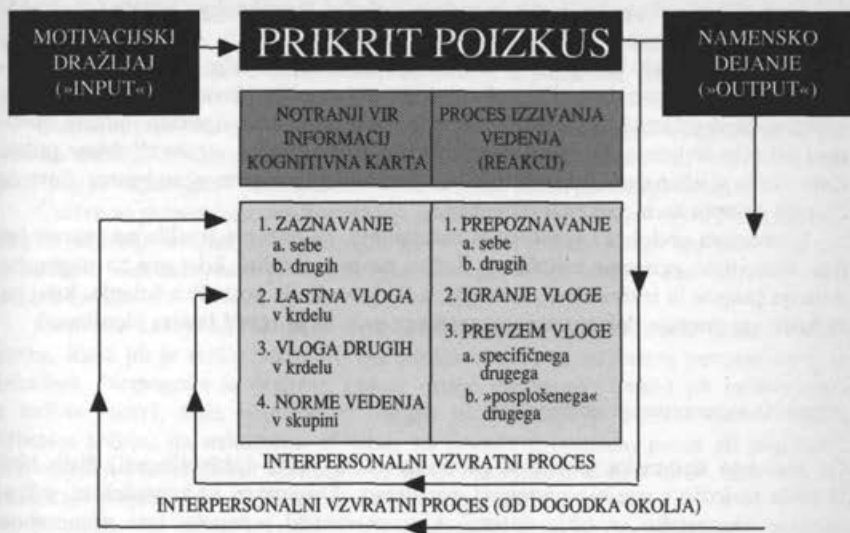 MOTIVACIJSKI
DRAŽLJAJ
(»INPUT«)
PRIKRIT POIZKUS
NAMENSKO
DEJANJE
(»OUTPUT«)
NOTRANJI VIR
INFORMACIJ
KOGNITIVNA KARTA
PROCES IZZIVANJA
VEDENJA
(REAKCIJ)
1. ZAZNAVANJE
a. sebe
b. drugih
2. LASTNA VLOGA
v krdelu
3. VLOGA DRUGIH
v krdelu
4. NORME VEDENJA
v skupini
1. PREPOZNAVANJE
a. sebe
b. drugih
2. IGRANJE VLOGE
3. PREVZEM VLOGE
a. specifičnega
drugega
b. »posplošenega«
drugega
INTERPERSONALNI VZVRATNI PROCES
INTERPERSONALNI VZVRATNI PROCES (OD DOGODKA OKOLJA)